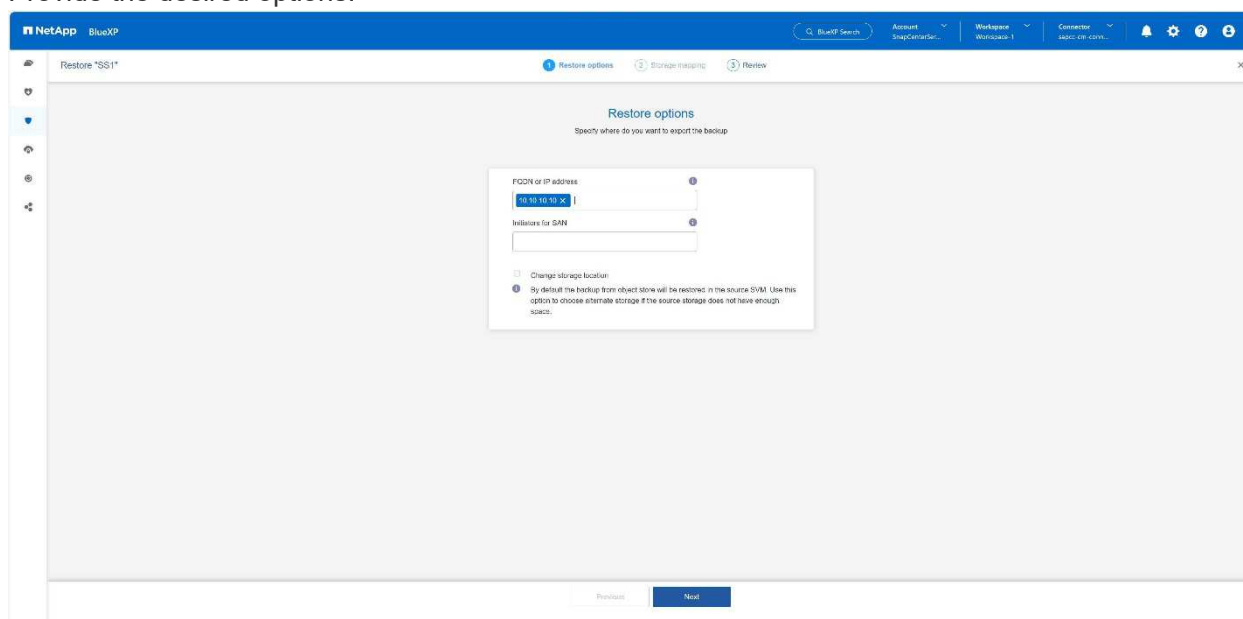 Provide the desired options.
NetApp BlueXP
BlueXP Search
Account
SnapCenterSer...
Workspace
Workspace-1
Connector
sapcc-cm-conn...
Restore "SS1"
1 Restore options
2 Storage mapping
3 Review
Restore options
Specify where do you want to export the backup
FQDN or IP address
10.10.10.10
Initiators for SAN
Change storage location
By default the backup from object store will be restored in the source SVM. Use this
option to choose alternate storage if the source storage does not have enough
space.
Previous
Next